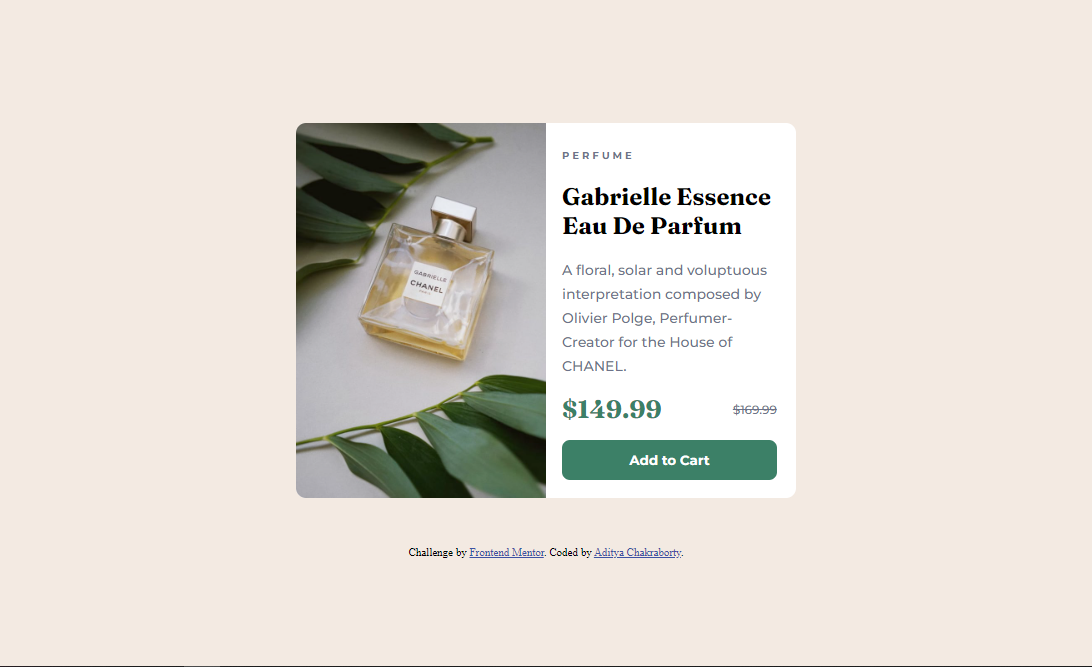 PERFUME
Gabrielle Essence
Eau De Parfum
A floral, solar and voluptuous
interpretation composed by
Olivier Polge, Perfumer-
Creator for the House of
CHANEL.
$149.99 $169.99
Add to Cart
GABRIELLE
CHANEL
PARIS
Challenge by Frontend Mentor. Coded by Aditya Chakraborty.